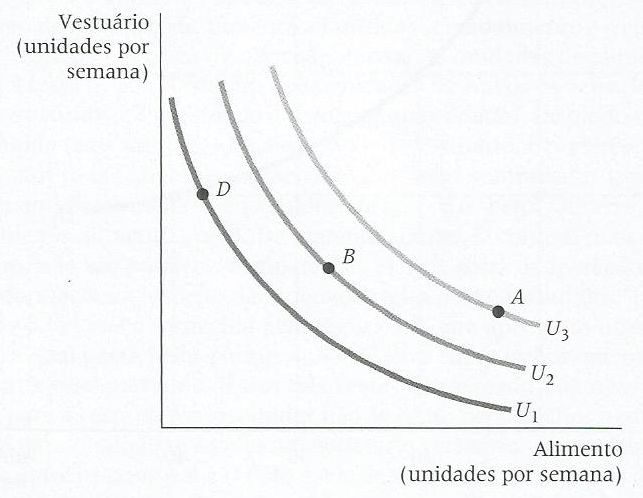 Vestuário
(unidades por
semana)
D
B
A
U3
U2
U1
Alimento
(unidades por semana)